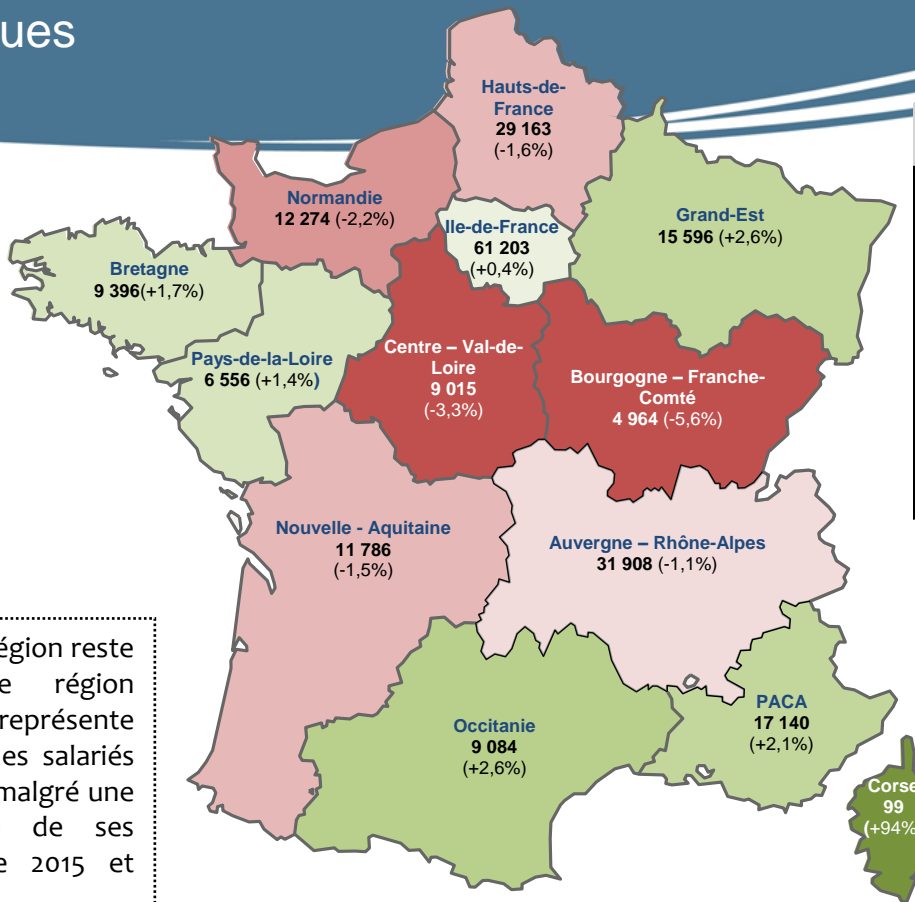 ues
Hauts-de-
France
29 163
(-1,6%)
Normandie
12 274 (-2,2%)
Ile-de-France
61 203
(+0,4%)
Grand-Est
15 596 (+2,6%)
Bretagne
9 396(+1,7%)
Pays-de-la-Loire
6 556 (+1,4%)
Centre – Val-de-
Loire
9 015
(-3,3%)
Bourgogne – Franche-
Comté
4 964 (-5,6%)
Nouvelle - Aquitaine
11 786
(-1,5%)
Auvergne – Rhône-Alpes
31 908 (-1,1%)
PACA
17 140
(+2,1%)
Occitanie
9 084
(+2,6%)
Corse
99
(+94%
égion reste
e région
représente
es salariés
malgré une
de ses
e 2015 et